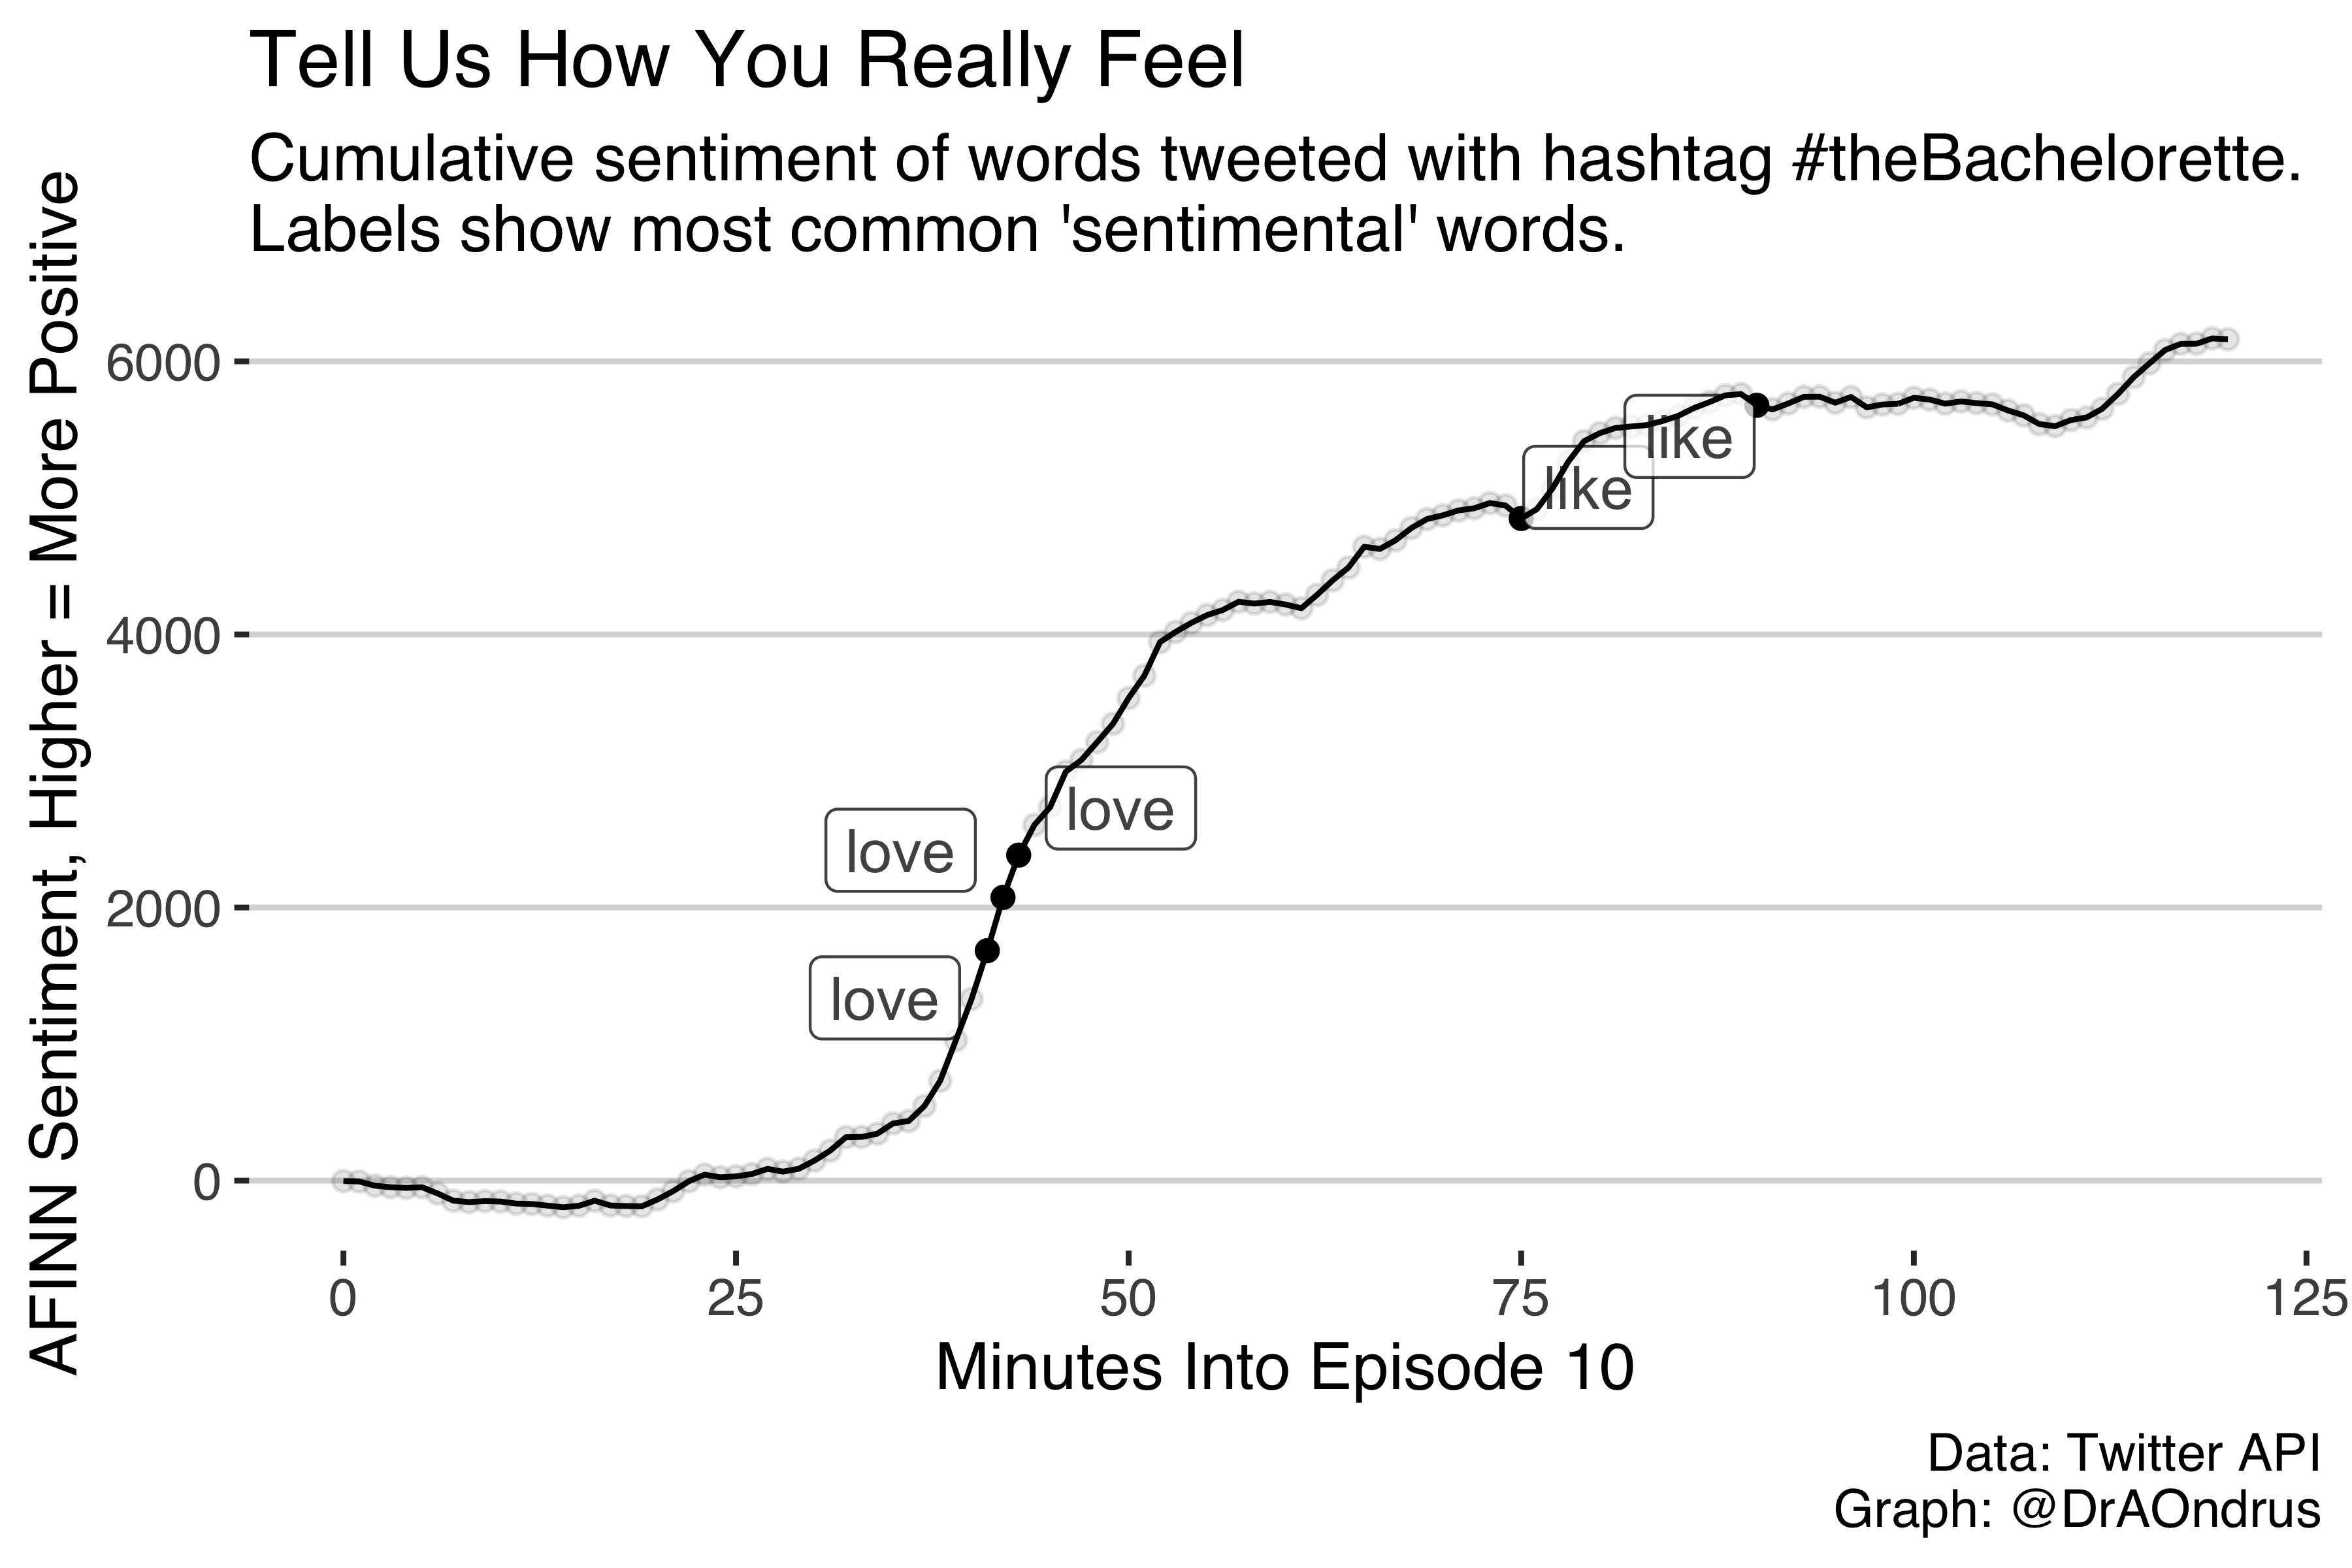 Tell Us How You Really Feel
Cumulative sentiment of words tweeted with hashtag #theBachelorette.
Labels show most common 'sentimental' words.
AFINN Sentiment, Higher = More Positive
6000
4000
2000
0
like
like
love
love
love
0
25
50
75
100
125
Minutes Into Episode 10
Data: Twitter API
Graph: @DrAOndrus